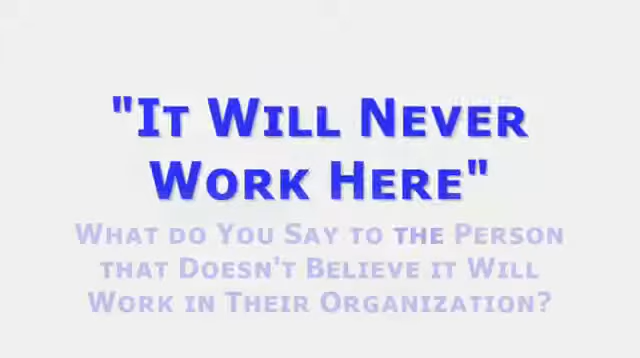 "It Will Never
Work Here"
What do You Say to the Person
that Doesn't Believe it Will
Work in Their Organization?